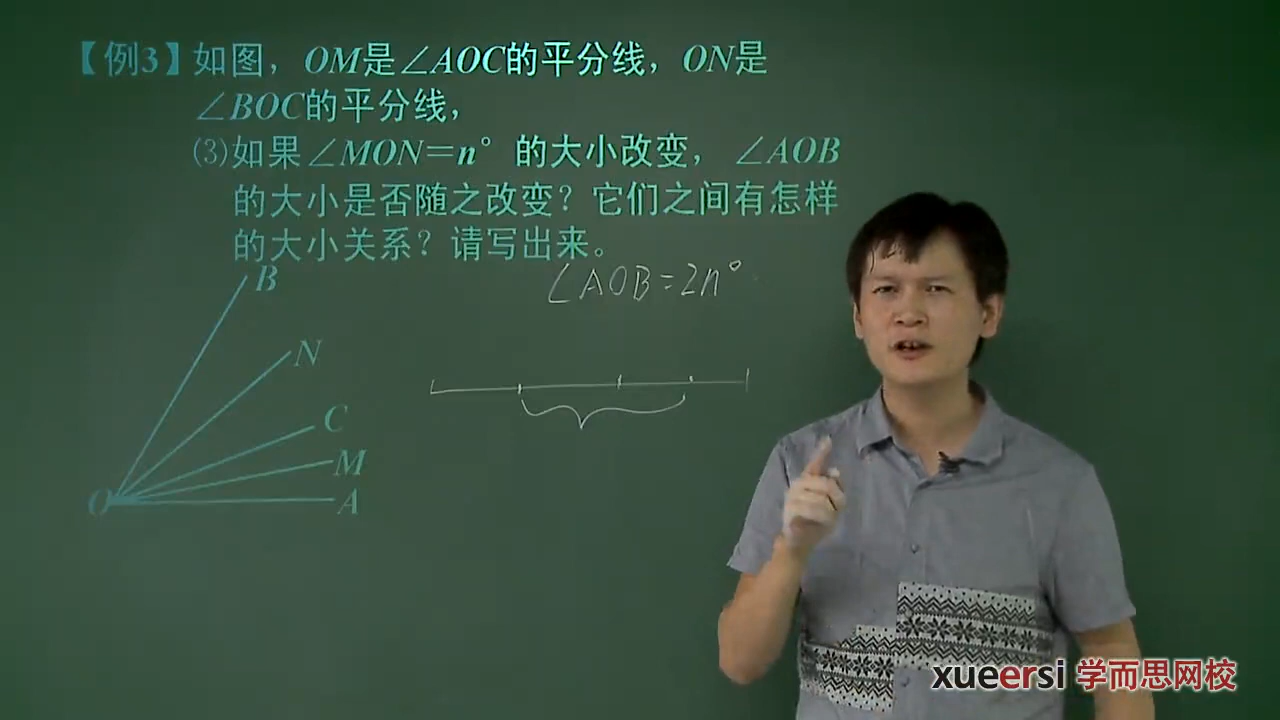 【例3】如图，OM是∠AOC的平分线，ON是
∠BOC的平分线，
(3)如果∠MON=n°的大小改变，∠AOB
的大小是否随之改变？它们之间有怎样
的大小关系？请写出来。
∠AOB=2n°
B
N
C
M
O
A
xueersi 学而思网校